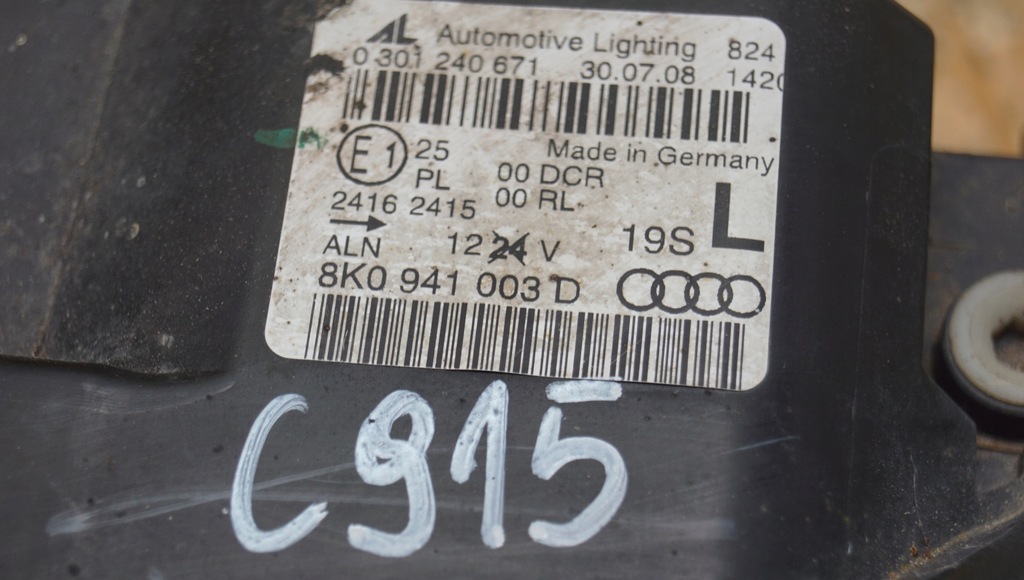 AL Automotive Lighting 824
0 301 240 671 30.07.08 1420
E1 25 Made in Germany
PL 00 DCR
00 RL
2416 2415
L
ALN 12 24 V 19S
8K0 941 003 D
C915